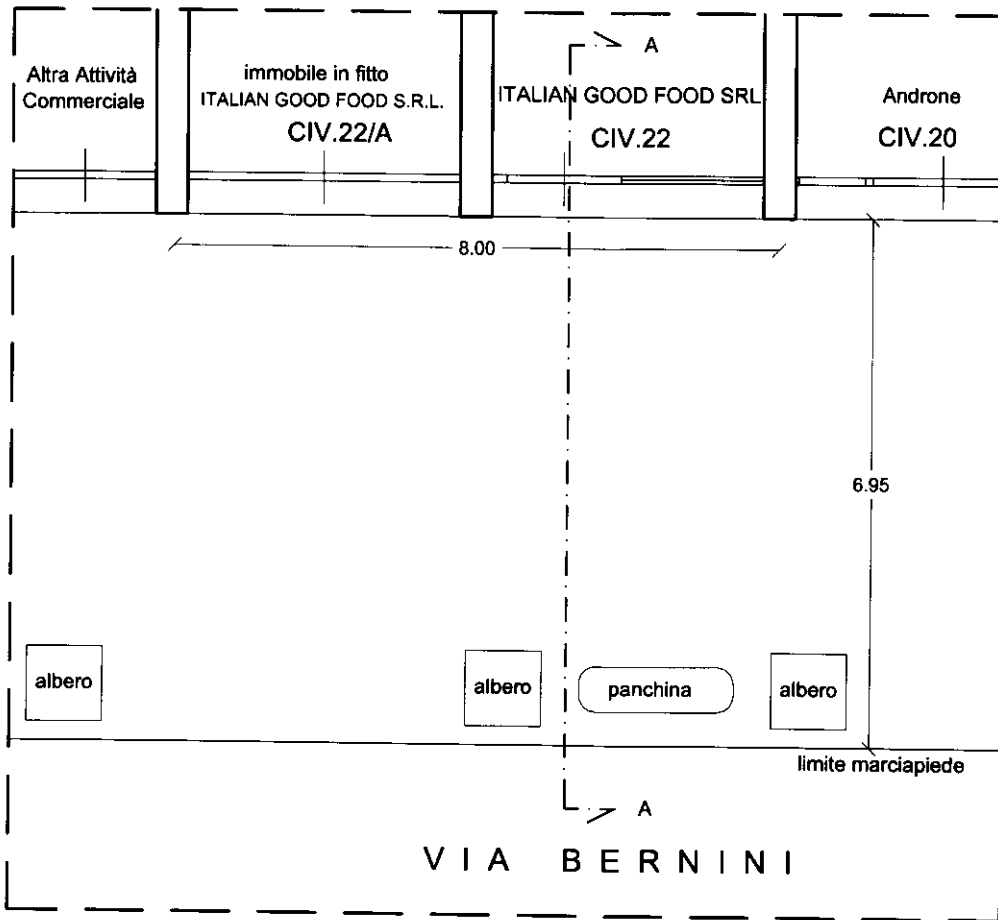 A
Altra Attività
Commerciale
immobile in fitto
ITALIAN GOOD FOOD S.R.L.
CIV.22/A
ITALIAN GOOD FOOD SRL
CIV.22
Androne
CIV.20
8.00
6.95
albero
albero
panchina
albero
limite marciapiede
A
VIA BERNINI